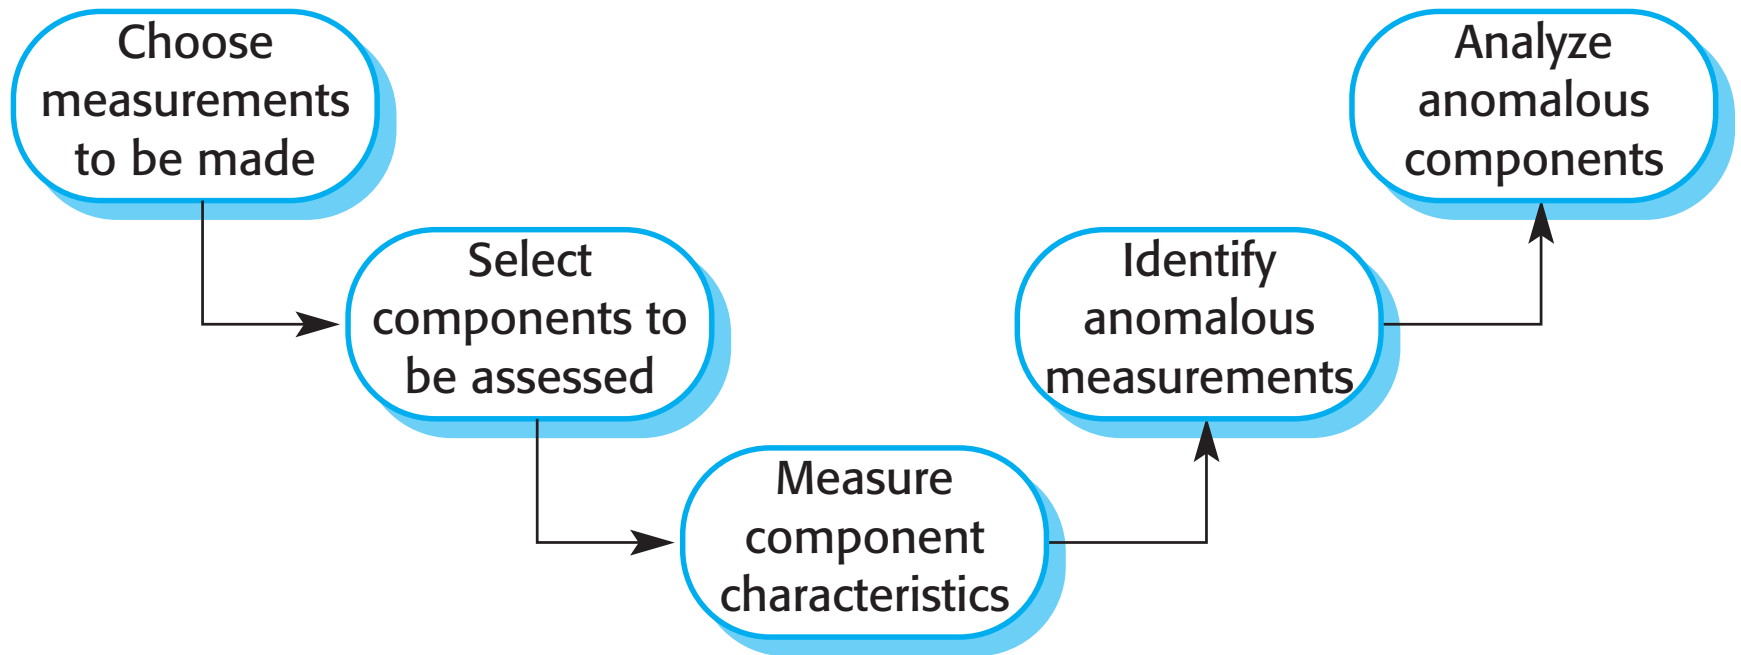 Choose
measurements
to be made
Select
components to
be assessed
Measure
component
characteristics
Identify
anomalous
measurements
Analyze
anomalous
components